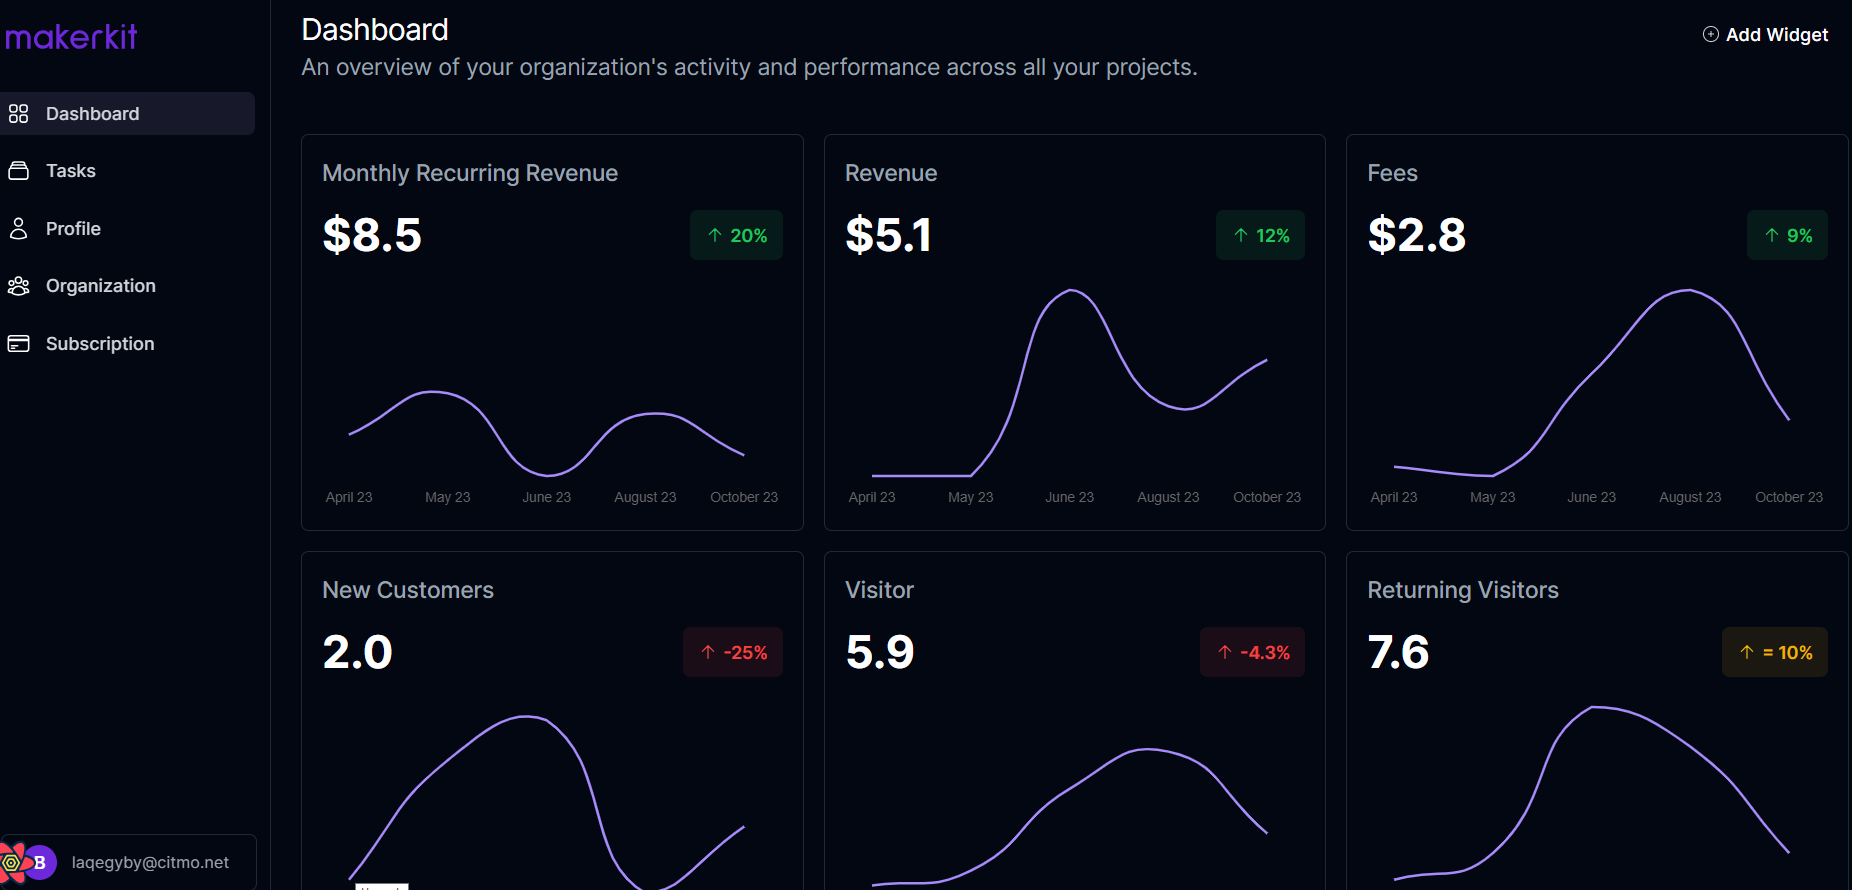 makerkit
Dashboard
Tasks
Profile
Organization
Subscription
B laqegyby@citmo.net
Dashboard
An overview of your organization's activity and performance across all your projects.
Add Widget
Monthly Recurring Revenue
$8.5
↑ 20%
April 23 May 23 June 23 August 23 October 23
Revenue
$5.1
↑ 12%
April 23 May 23 June 23 August 23 October 23
Fees
$2.8
↑ 9%
April 23 May 23 June 23 August 23 October 23
New Customers
2.0
↑ -25%
Visitor
5.9
↑ -4.3%
Returning Visitors
7.6
↑ = 10%